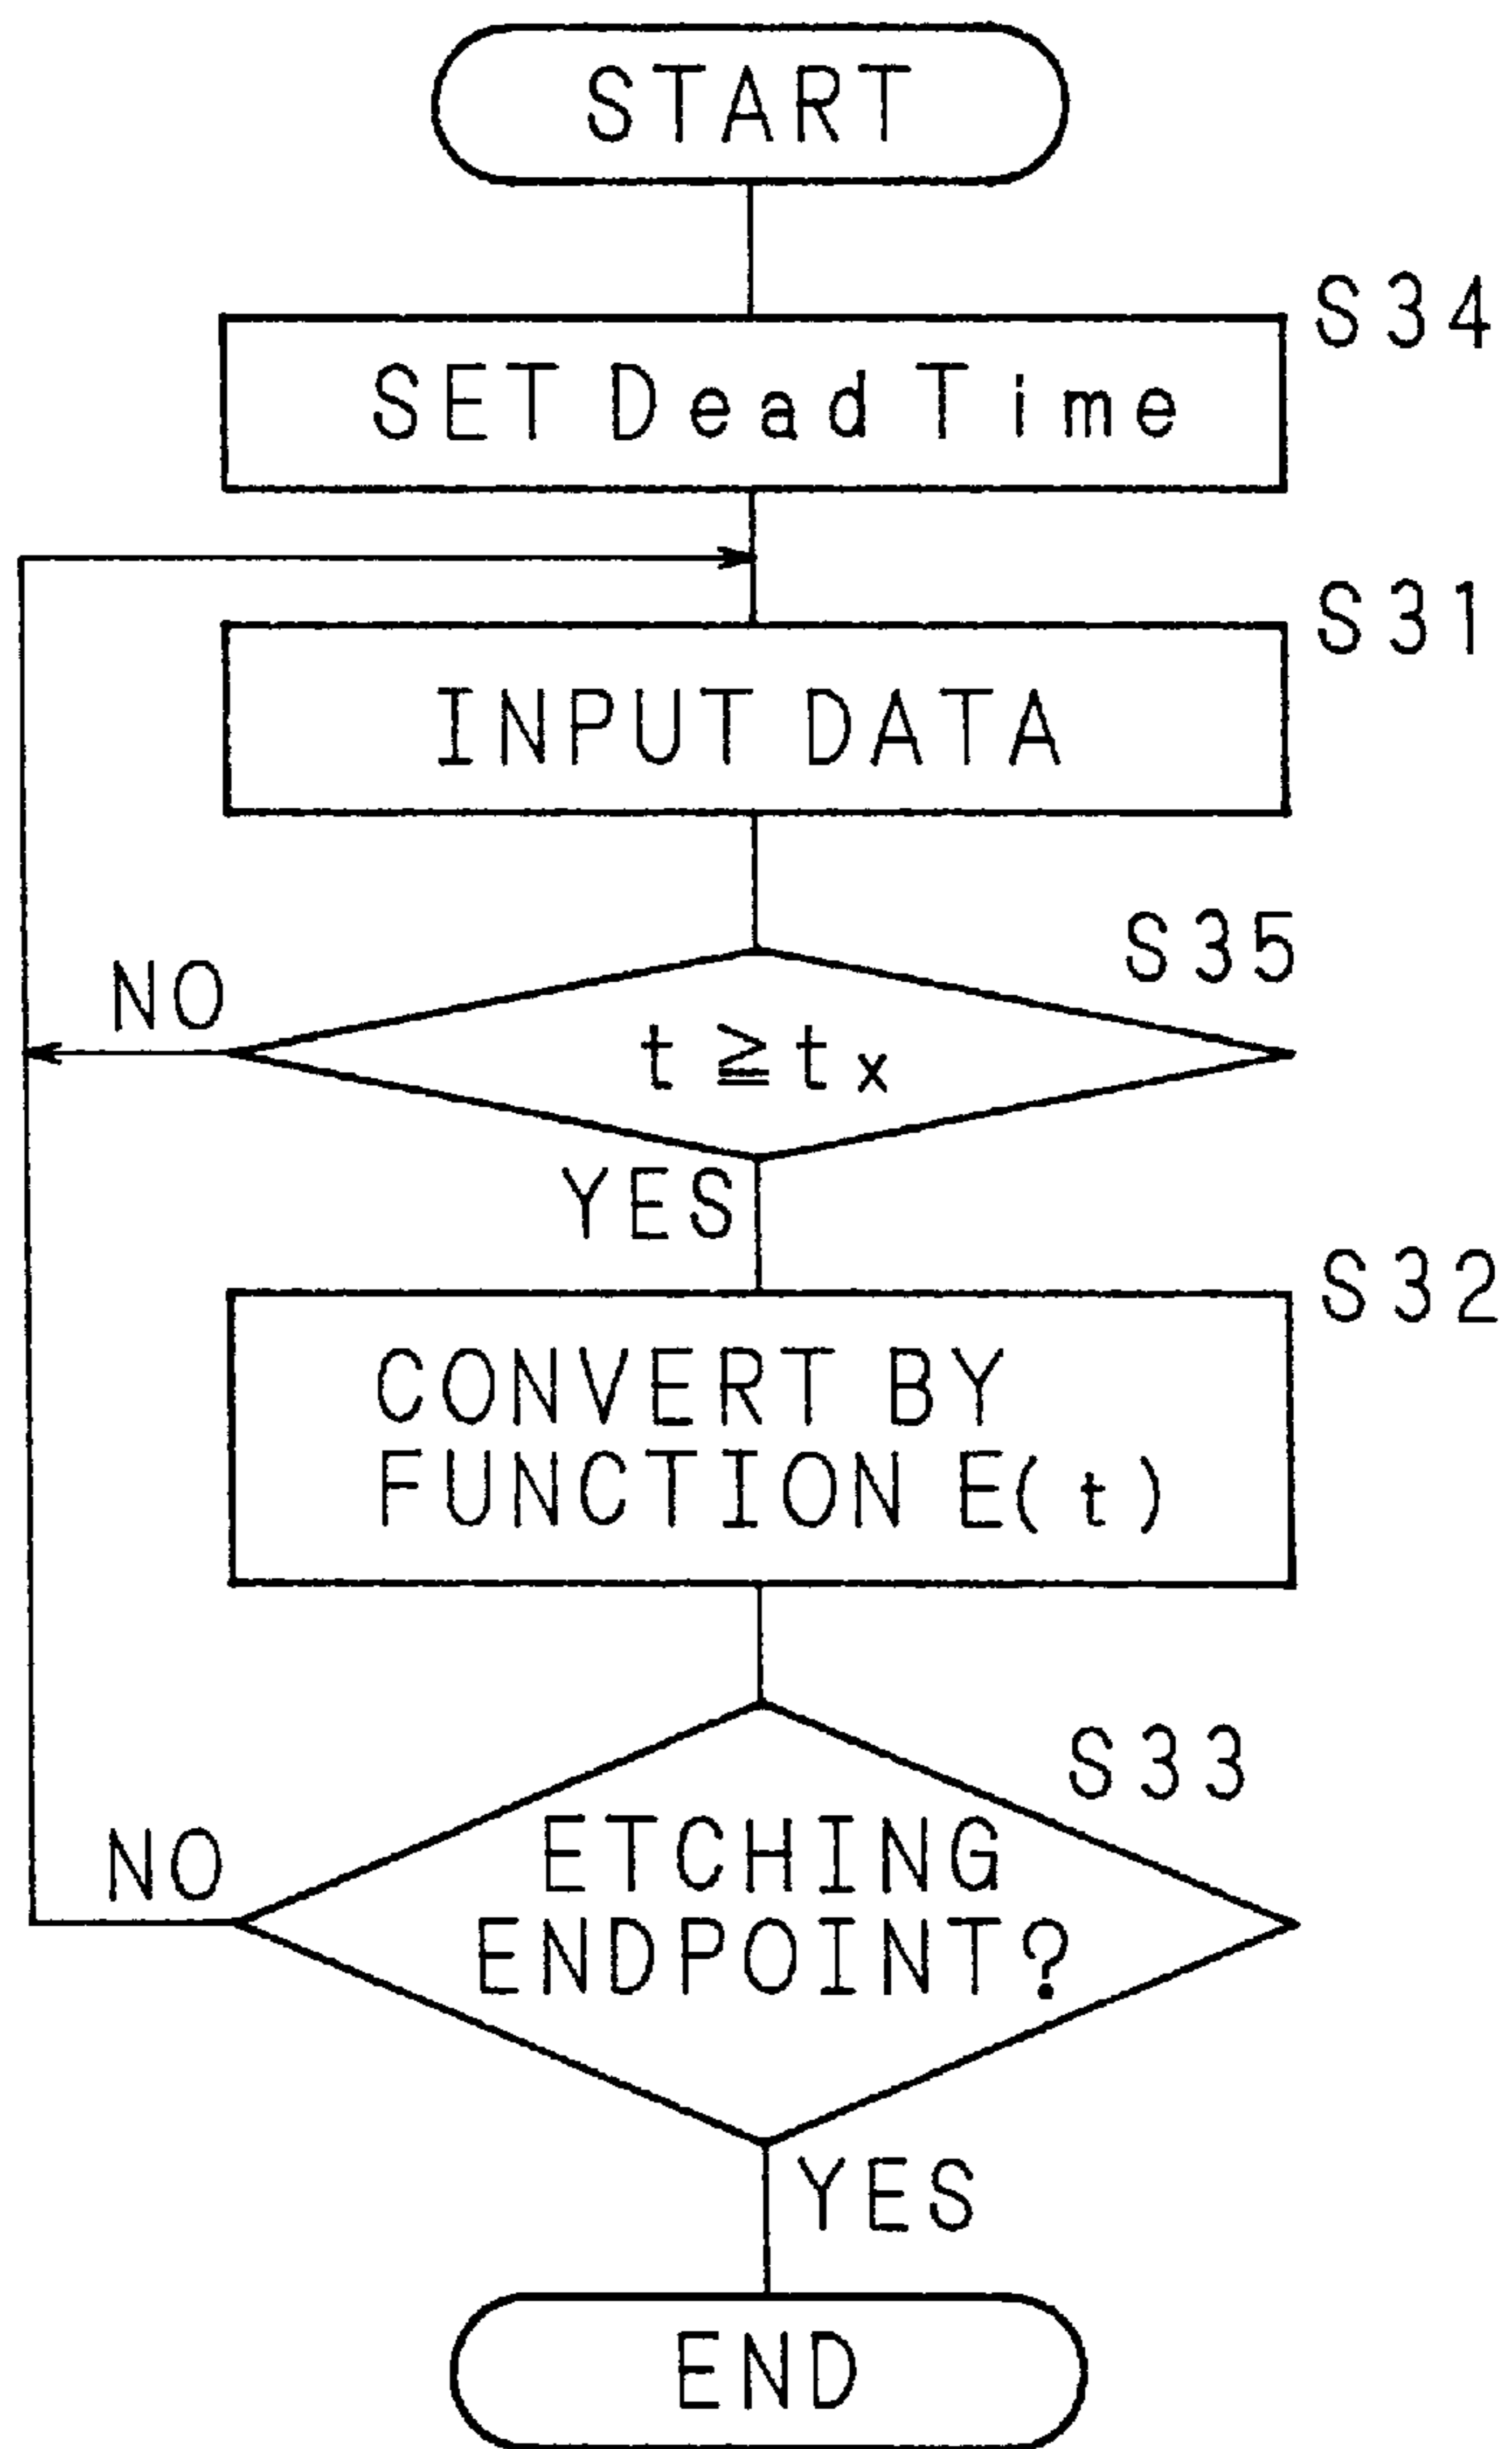 START
S34
SET Dead Time
S31
INPUT DATA
S35
NO
t ≧ tx
YES
S32
CONVERT BY
FUNCTION E(t)
S33
NO
ETCHING
ENDPOINT?
YES
END